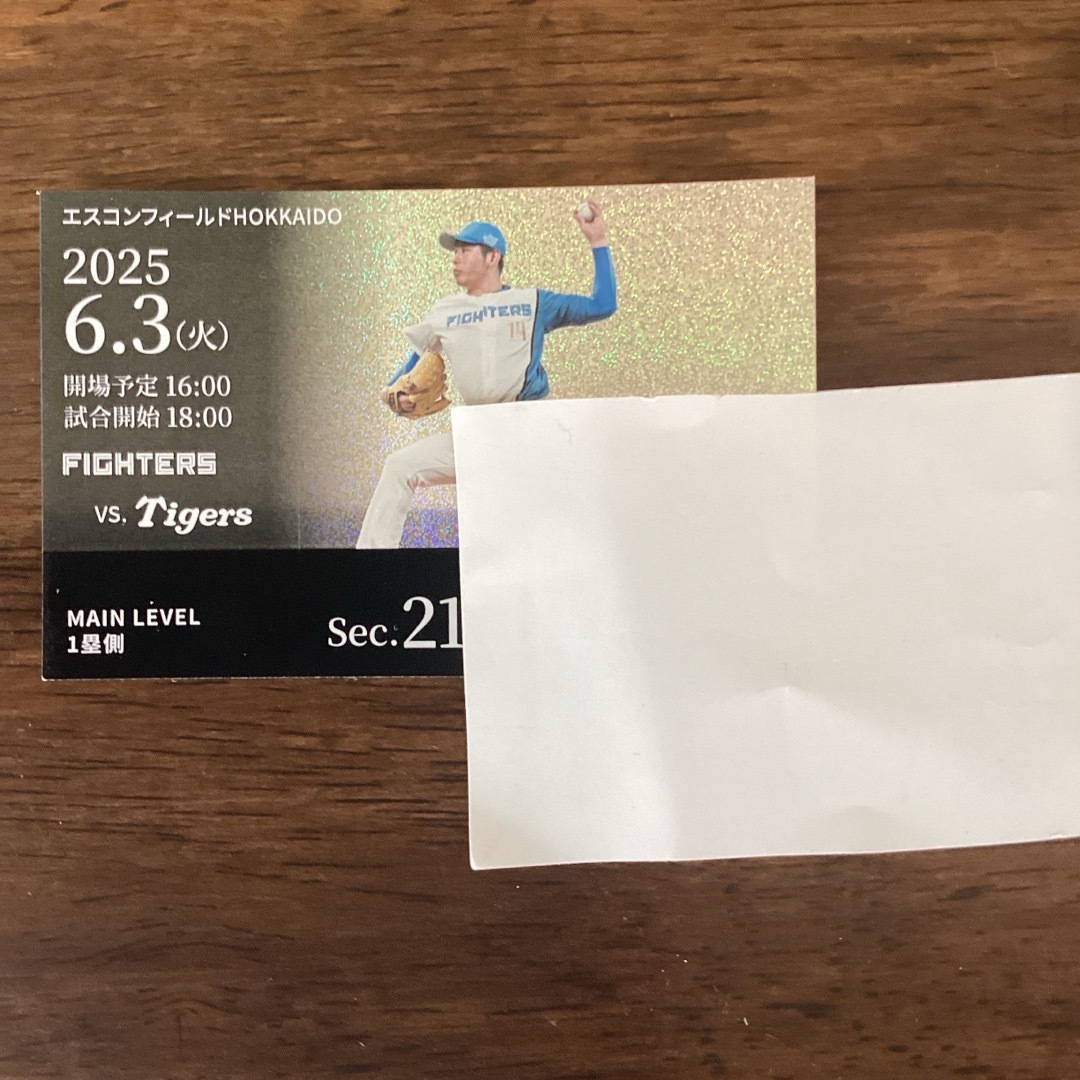 エスコンフィールドHOKKAIDO
2025
6.3(火)
開場予定 16:00
試合開始 18:00
FIGHTERS
VS. Tigers
FIGHTERS
14
MAIN LEVEL
1塁側
Sec.21